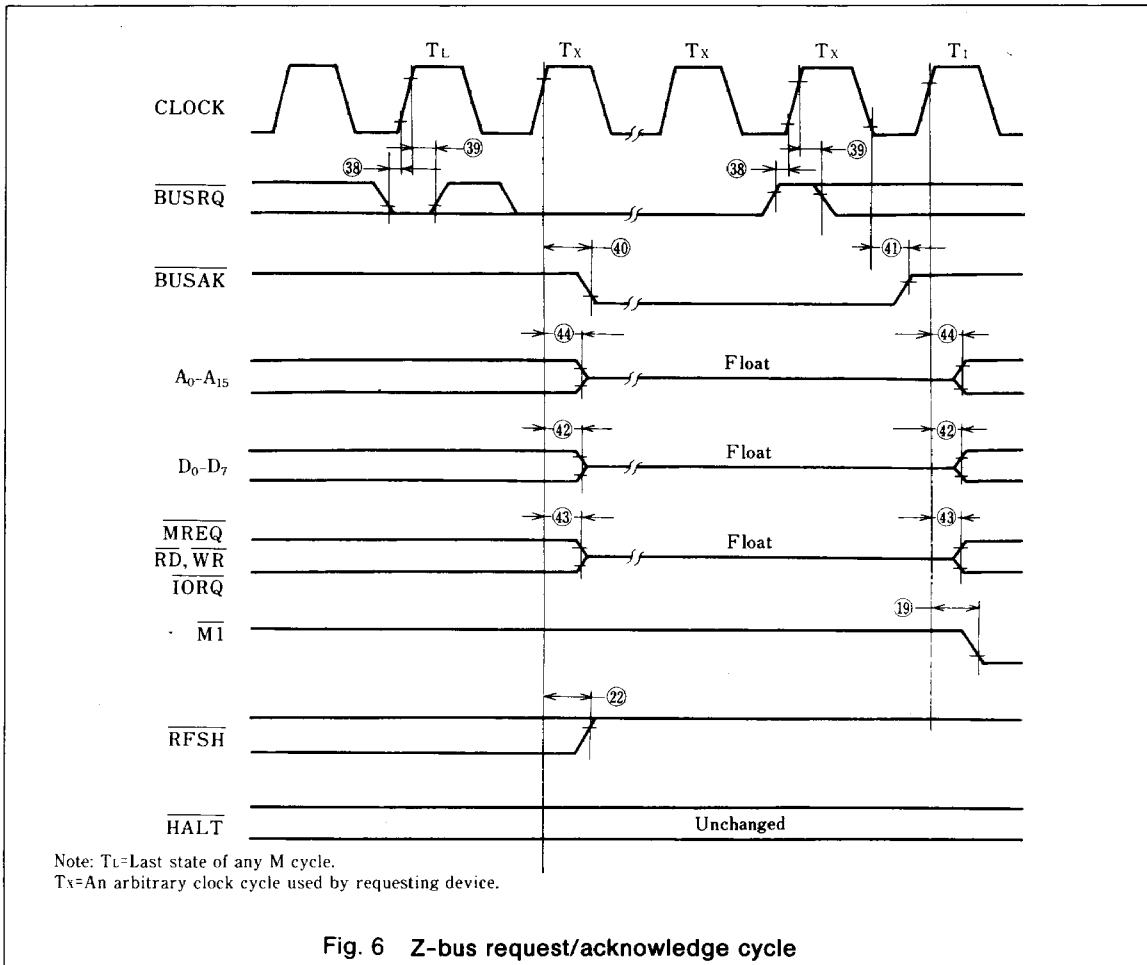 TL TX TX TX T1
CLOCK
㊳ ㊴ ㊳ ㊴
BUSRQ
㊵ ㊶
BUSAK
㊹ ㊹
A0-A15 Float
㊷ ㊷
D0-D7 Float
㊸ ㊸
MREQ
RD, WR Float
IORQ
⑲
M1
㉒
RFSH
HALT Unchanged
Note: TL=Last state of any M cycle.
TX=An arbitrary clock cycle used by requesting device.
Fig. 6 Z-bus request/acknowledge cycle